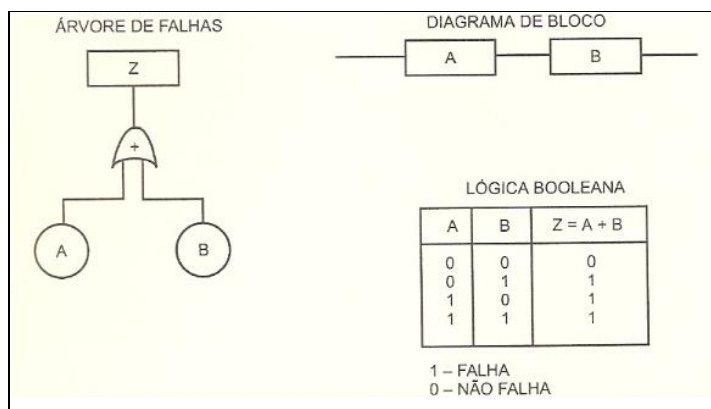 ÁRVORE DE FALHAS
Z
+
A
B
DIAGRAMA DE BLOCO
A
B
LÓGICA BOOLEANA
A B Z = A + B
0 0 0
0 1 1
1 0 1
1 1 1
1 – FALHA
0 – NÃO FALHA